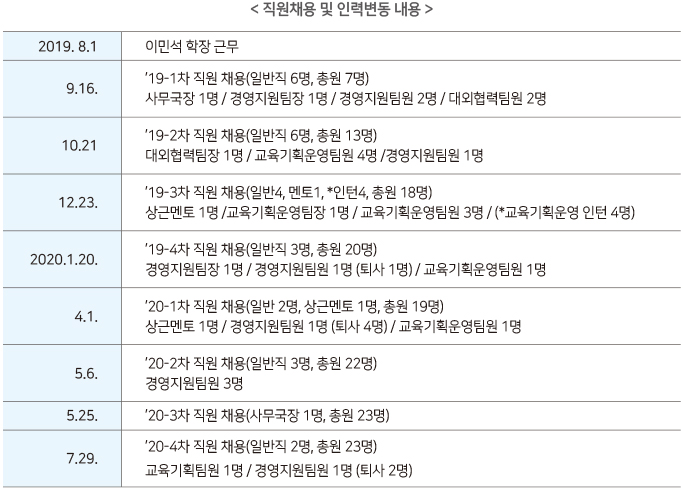 < 직원채용 및 인력변동 내용 >
2019. 8.1 이민석 학장 근무
9.16. ’19-1차 직원 채용(일반직 6명, 총원 7명)
사무국장 1명 / 경영지원팀장 1명 / 경영지원팀원 2명 / 대외협력팀원 2명
10.21 ’19-2차 직원 채용(일반직 6명, 총원 13명)
대외협력팀장 1명 / 교육기획운영팀원 4명 /경영지원팀원 1명
12.23. ’19-3차 직원 채용(일반4, 멘토1, *인턴4, 총원 18명)
상근멘토 1명 /교육기획운영팀장 1명 / 교육기획운영팀원 3명 / (*교육기획운영 인턴 4명)
2020.1.20. ’19-4차 직원 채용(일반직 3명, 총원 20명)
경영지원팀장 1명 / 경영지원팀원 1명 (퇴사 1명) / 교육기획운영팀원 1명
4.1. ’20-1차 직원 채용(일반 2명, 상근멘토 1명, 총원 19명)
상근멘토 1명 / 경영지원팀원 1명 (퇴사 4명) / 교육기획운영팀원 1명
5.6. ’20-2차 직원 채용(일반직 3명, 총원 22명)
경영지원팀원 3명
5.25. ’20-3차 직원 채용(사무국장 1명, 총원 23명)
7.29. ’20-4차 직원 채용(일반직 2명, 총원 23명)
교육기획팀원 1명 / 경영지원팀원 1명 (퇴사 2명)